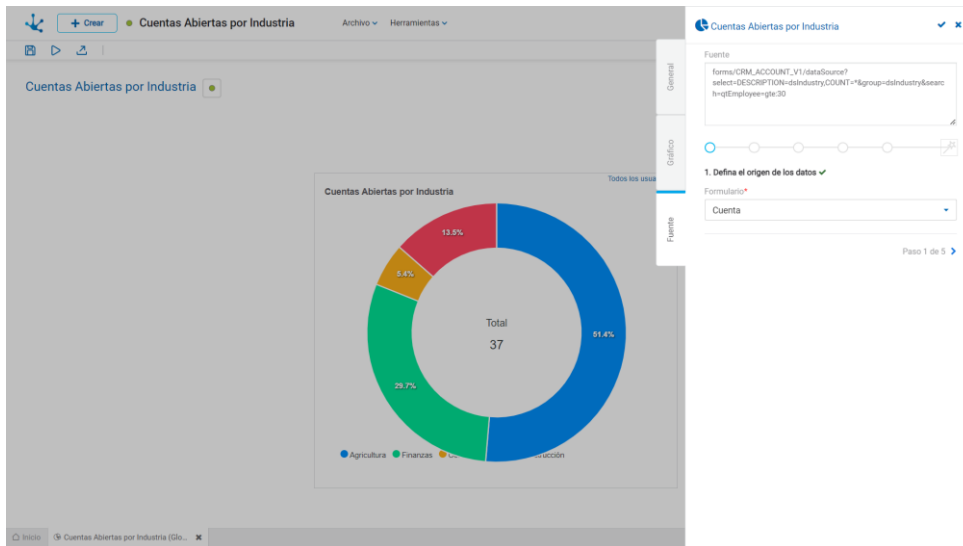 + Crear
Cuentas Abiertas por Industria
Archivo
Herramientas
Cuentas Abiertas por Industria
Todos los usua
Cuentas Abiertas por Industria
13.5%
5.4%
51.4%
29.7%
Total
37
Agricultura
Finanzas
ucción
General
Gráfico
Fuente
Cuentas Abiertas por Industria
Fuente
forms/CRM_ACCOUNT_V1/dataSource?
select=DESCRIPTION=dsIndustry,COUNT=*&group=dsIndustry&searc
h=qtEmployee=gte:30
1. Defina el origen de los datos
Formulario*
Cuenta
Paso 1 de 5
Inicio
Cuentas Abiertas por Industria (Glo...